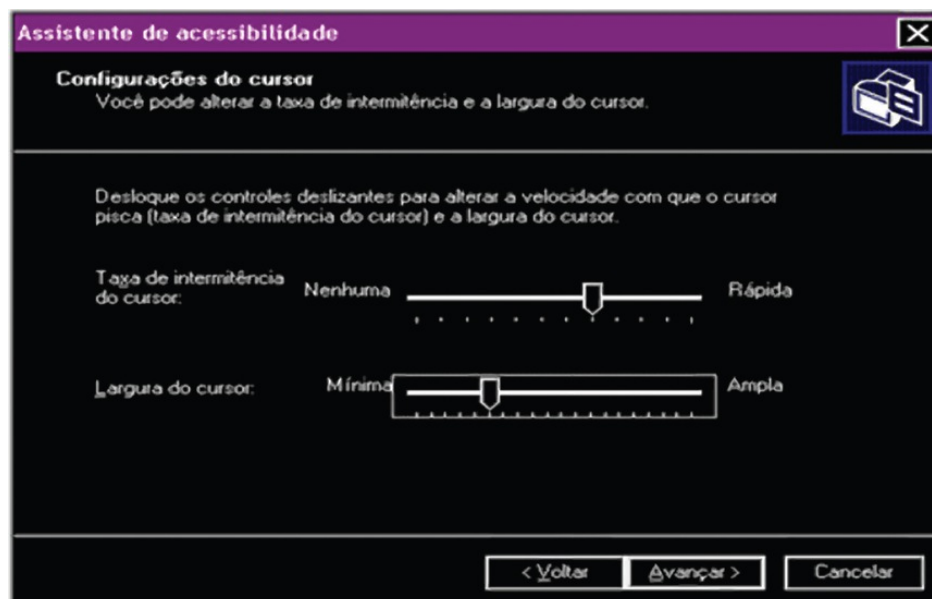 Assistente de acessibilidade
Configurações do cursor
Você pode alterar a taxa de intermitência e a largura do cursor.
Desloque os controles deslizantes para alterar a velocidade com que o cursor
pisca (taxa de intermitência do cursor) e a largura do cursor.
Taxa de intermitência
do cursor:
Nenhuma
Rápida
Largura do cursor:
Mínima
Ampla
< Voltar
Avançar >
Cancelar